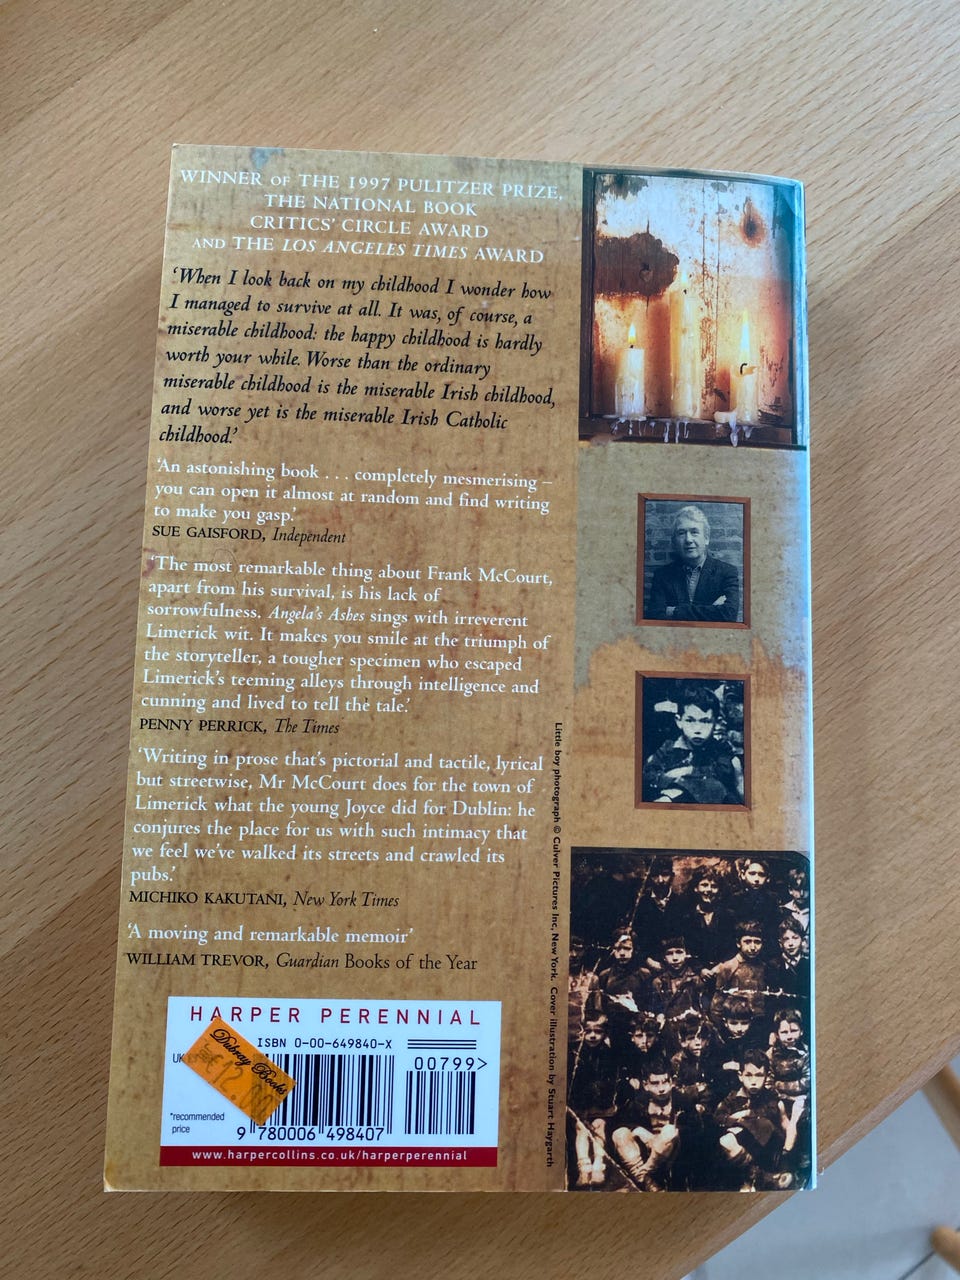 WINNER OF THE 1997 PULITZER PRIZE,
THE NATIONAL BOOK
CRITICS' CIRCLE AWARD
AND THE LOS ANGELES TIMES AWARD
'When I look back on my childhood I wonder how
I managed to survive at all. It was, of course, a
miserable childhood: the happy childhood is hardly
worth your while. Worse than the ordinary
miserable childhood is the miserable Irish childhood,
and worse yet is the miserable Irish Catholic
childhood.'
'An astonishing book . . . completely mesmerising –
you can open it almost at random and find writing
to make you gasp.'
SUE GAISFORD, Independent
'The most remarkable thing about Frank McCourt,
apart from his survival, is his lack of
sorrowfulness. Angela's Ashes sings with irreverent
Limerick wit. It makes you smile at the triumph of
the storyteller, a tougher specimen who escaped
Limerick's teeming alleys through intelligence and
cunning and lived to tell the tale.'
PENNY PERRICK, The Times
'Writing in prose that's pictorial and tactile, lyrical
but streetwise, Mr McCourt does for the town of
Limerick what the young Joyce did for Dublin: he
conjures the place for us with such intimacy that
we feel we've walked its streets and crawled its
pubs.'
MICHIKO KAKUTANI, New York Times
'A moving and remarkable memoir'
WILLIAM TREVOR, Guardian Books of the Year
Little boy photograph © Culver Pictures Inc, New York. Cover illustration by Stuart Haygarth
HARPER PERENNIAL
ISBN 0-00-649840-X
00799>
UK
Dubray Books
€12.00
*recommended
price
9 780006 498407
www.harpercollins.co.uk/harperperennial